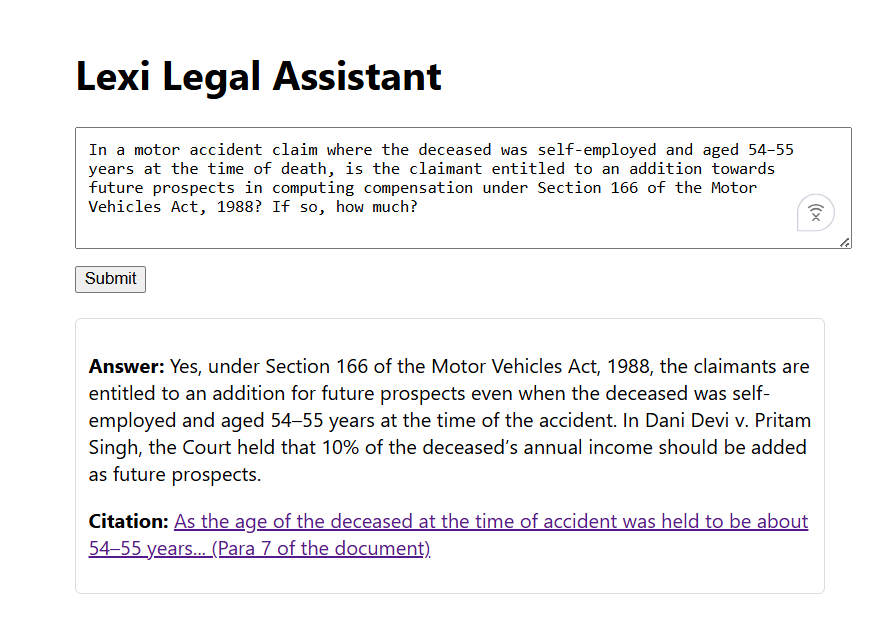 Lexi Legal Assistant
In a motor accident claim where the deceased was self-employed and aged 54–55
years at the time of death, is the claimant entitled to an addition towards
future prospects in computing compensation under Section 166 of the Motor
Vehicles Act, 1988? If so, how much?
Submit
Answer: Yes, under Section 166 of the Motor Vehicles Act, 1988, the claimants are
entitled to an addition for future prospects even when the deceased was self-
employed and aged 54–55 years at the time of the accident. In Dani Devi v. Pritam
Singh, the Court held that 10% of the deceased’s annual income should be added
as future prospects.
Citation: As the age of the deceased at the time of accident was held to be about
54–55 years... (Para 7 of the document)